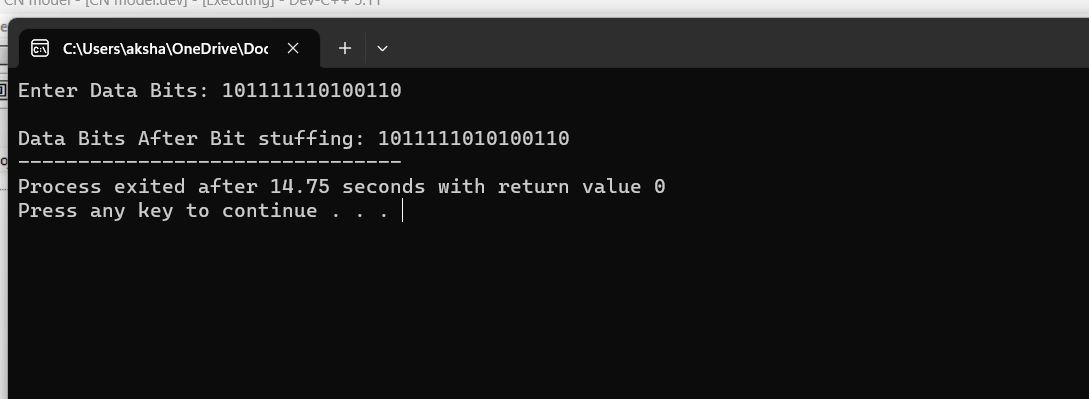 CN model - [CN model.dev] - [Executing] - Dev-C++ 5.11
C:\Users\aksha\OneDrive\Doc
Enter Data Bits: 101111110100110
Data Bits After Bit stuffing: 1011111010100110
--------------------------------
Process exited after 14.75 seconds with return value 0
Press any key to continue . . .